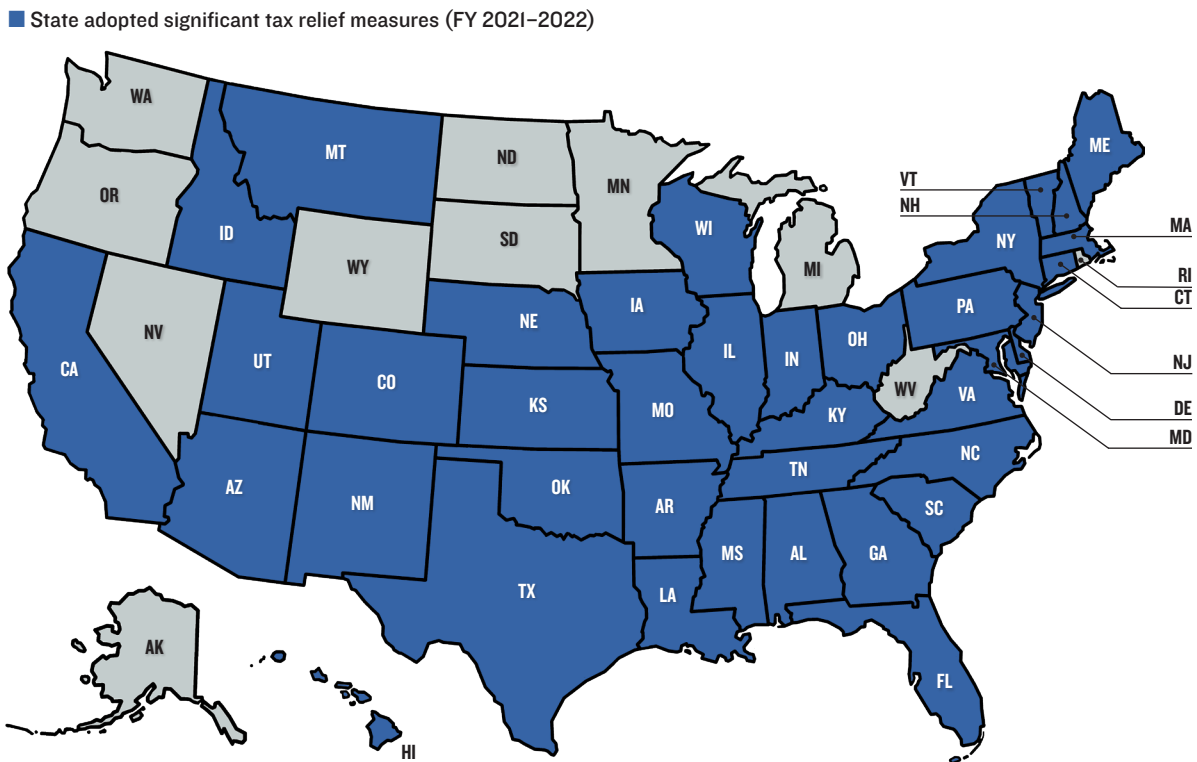 State adopted significant tax relief measures (FY 2021–2022)
WA
MT
ND
MN
ME
OR
ID
SD
WI
VT
NH
MA
NY
WY
MI
RI
CT
NV
NE
IA
PA
CA
UT
CO
IL
IN
OH
NJ
KS
MO
WV
VA
DE
KY
MD
NC
TN
AZ
NM
OK
AR
SC
MS
AL
GA
TX
LA
AK
FL
HI